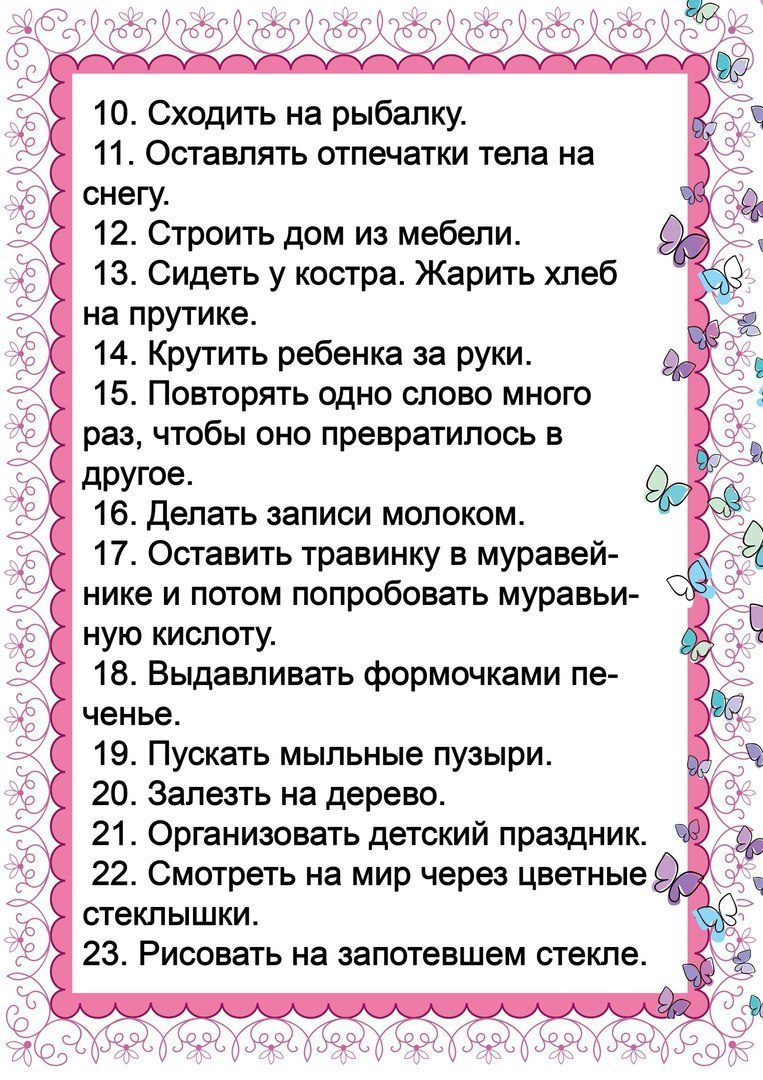 10. Сходить на рыбалку.
11. Оставлять отпечатки тела на
снегу.
12. Строить дом из мебели.
13. Сидеть у костра. Жарить хлеб
на прутике.
14. Крутить ребенка за руки.
15. Повторять одно слово много
раз, чтобы оно превратилось в
другое.
16. Делать записи молоком.
17. Оставить травинку в муравей-
нике и потом попробовать муравьи-
ную кислоту.
18. Выдавливать формочками пе-
ченье.
19. Пускать мыльные пузыри.
20. Залезть на дерево.
21. Организовать детский праздник.
22. Смотреть на мир через цветные
стеклышки.
23. Рисовать на запотевшем стекле.